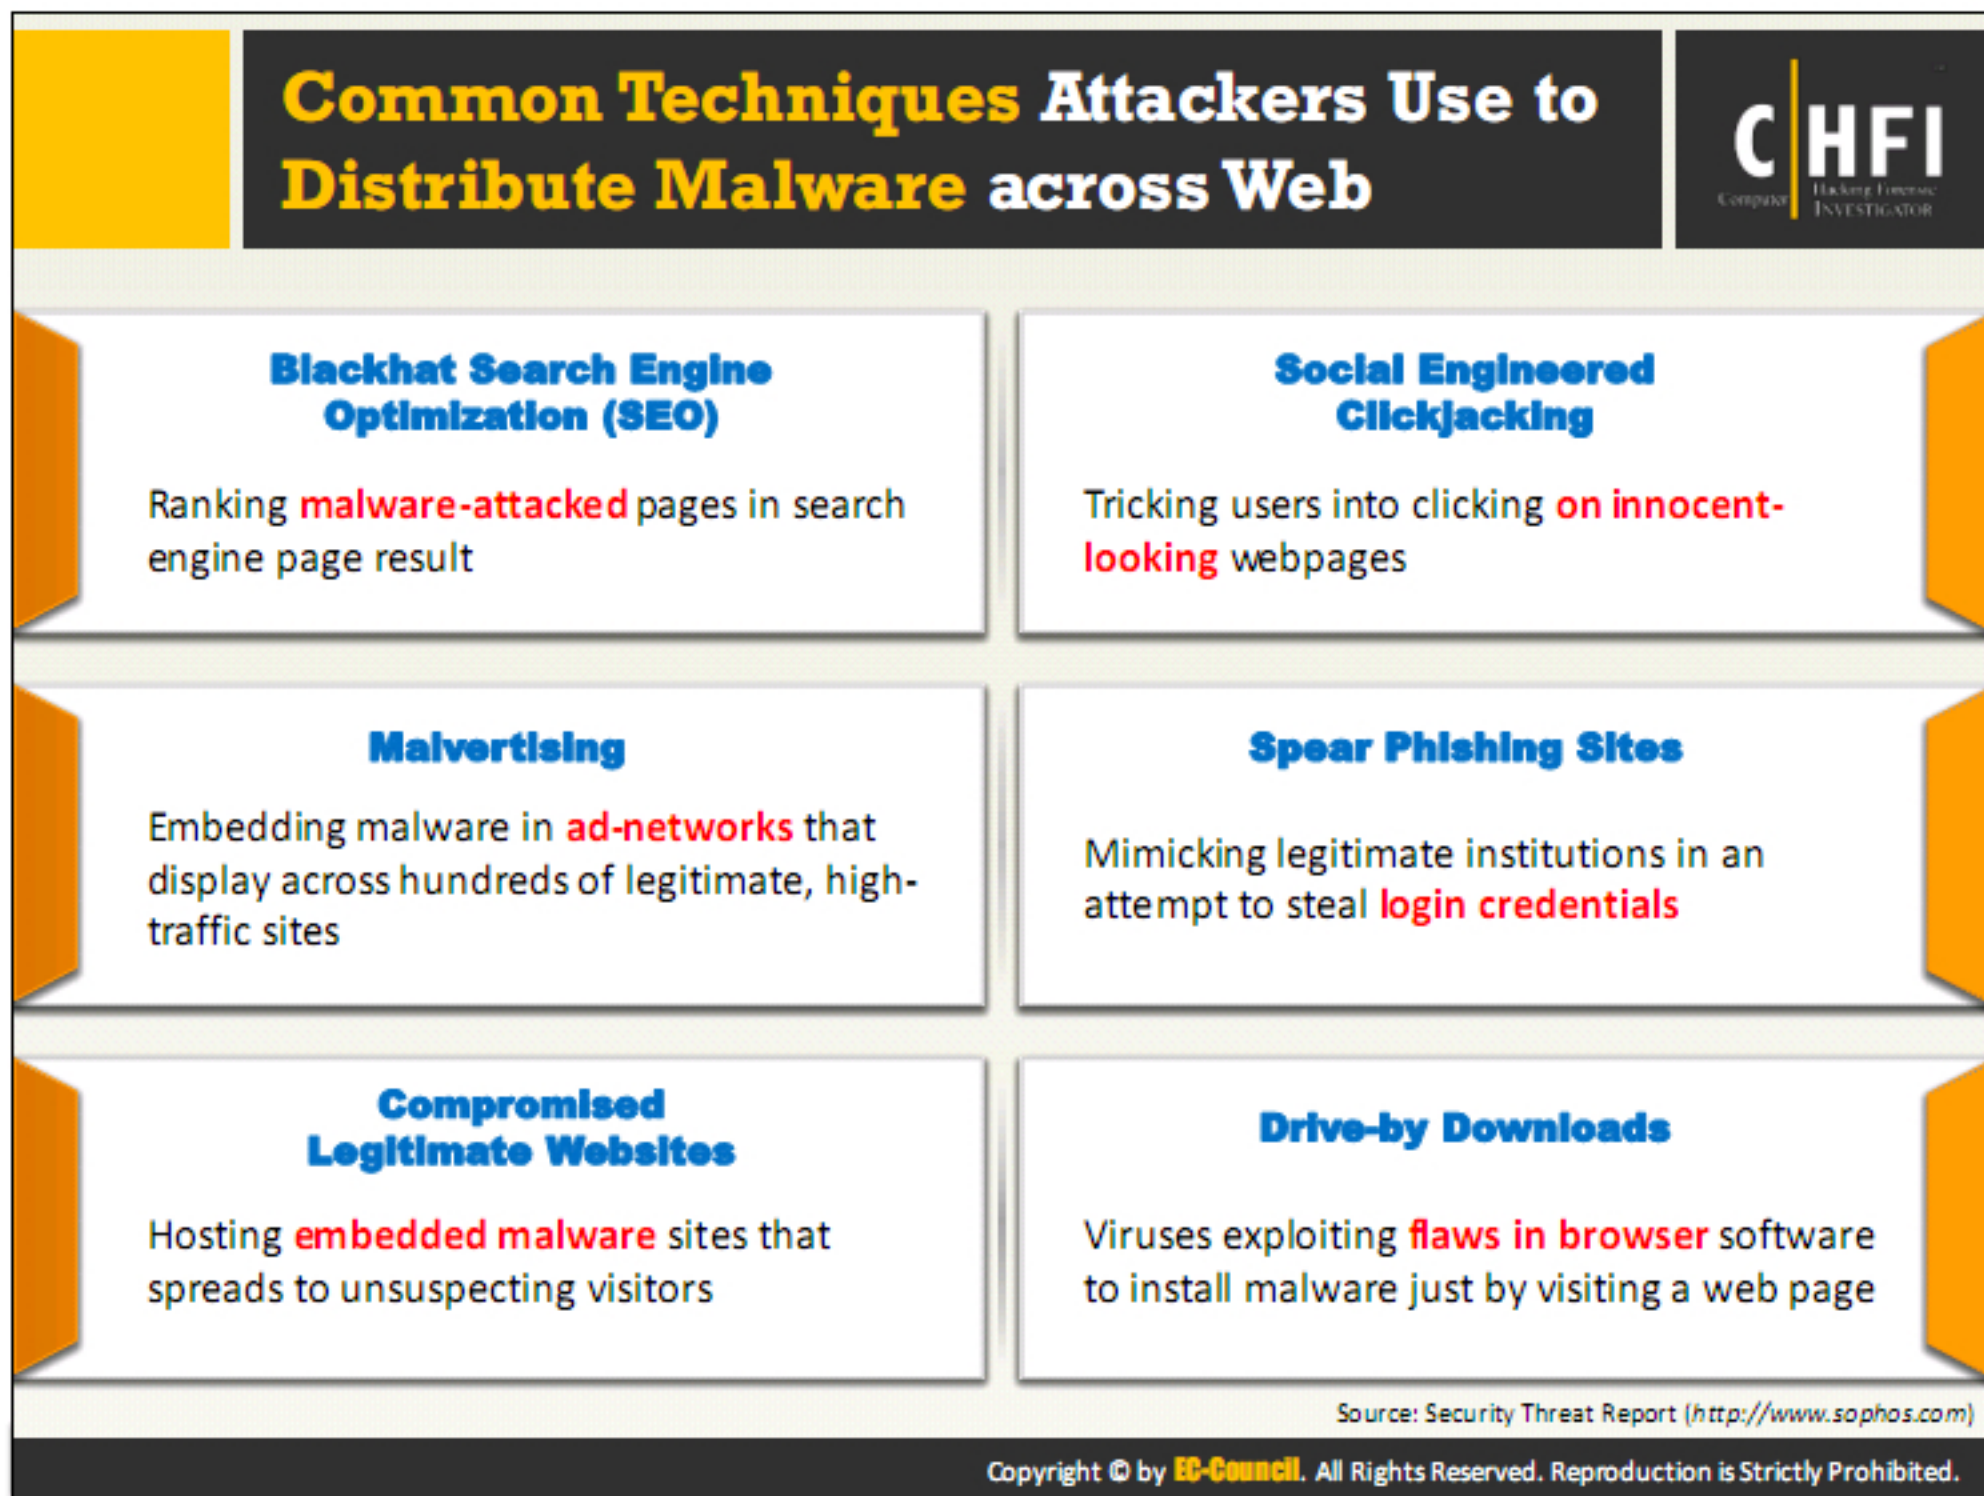 Common Techniques Attackers Use to
Distribute Malware across Web
C HFI
Computer
Hacking Forensic
INVESTIGATOR
Blackhat Search Engine
Optimization (SEO)
Ranking malware-attacked pages in search
engine page result
Social Engineered
Clickjacking
Tricking users into clicking on innocent-
looking webpages
Malvertising
Embedding malware in ad-networks that
display across hundreds of legitimate, high-
traffic sites
Spear Phishing Sites
Mimicking legitimate institutions in an
attempt to steal login credentials
Compromised
Legitimate Websites
Hosting embedded malware sites that
spreads to unsuspecting visitors
Drive-by Downloads
Viruses exploiting flaws in browser software
to install malware just by visiting a web page
Source: Security Threat Report (http://www.sophos.com)
Copyright © by EC-Council. All Rights Reserved. Reproduction is Strictly Prohibited.